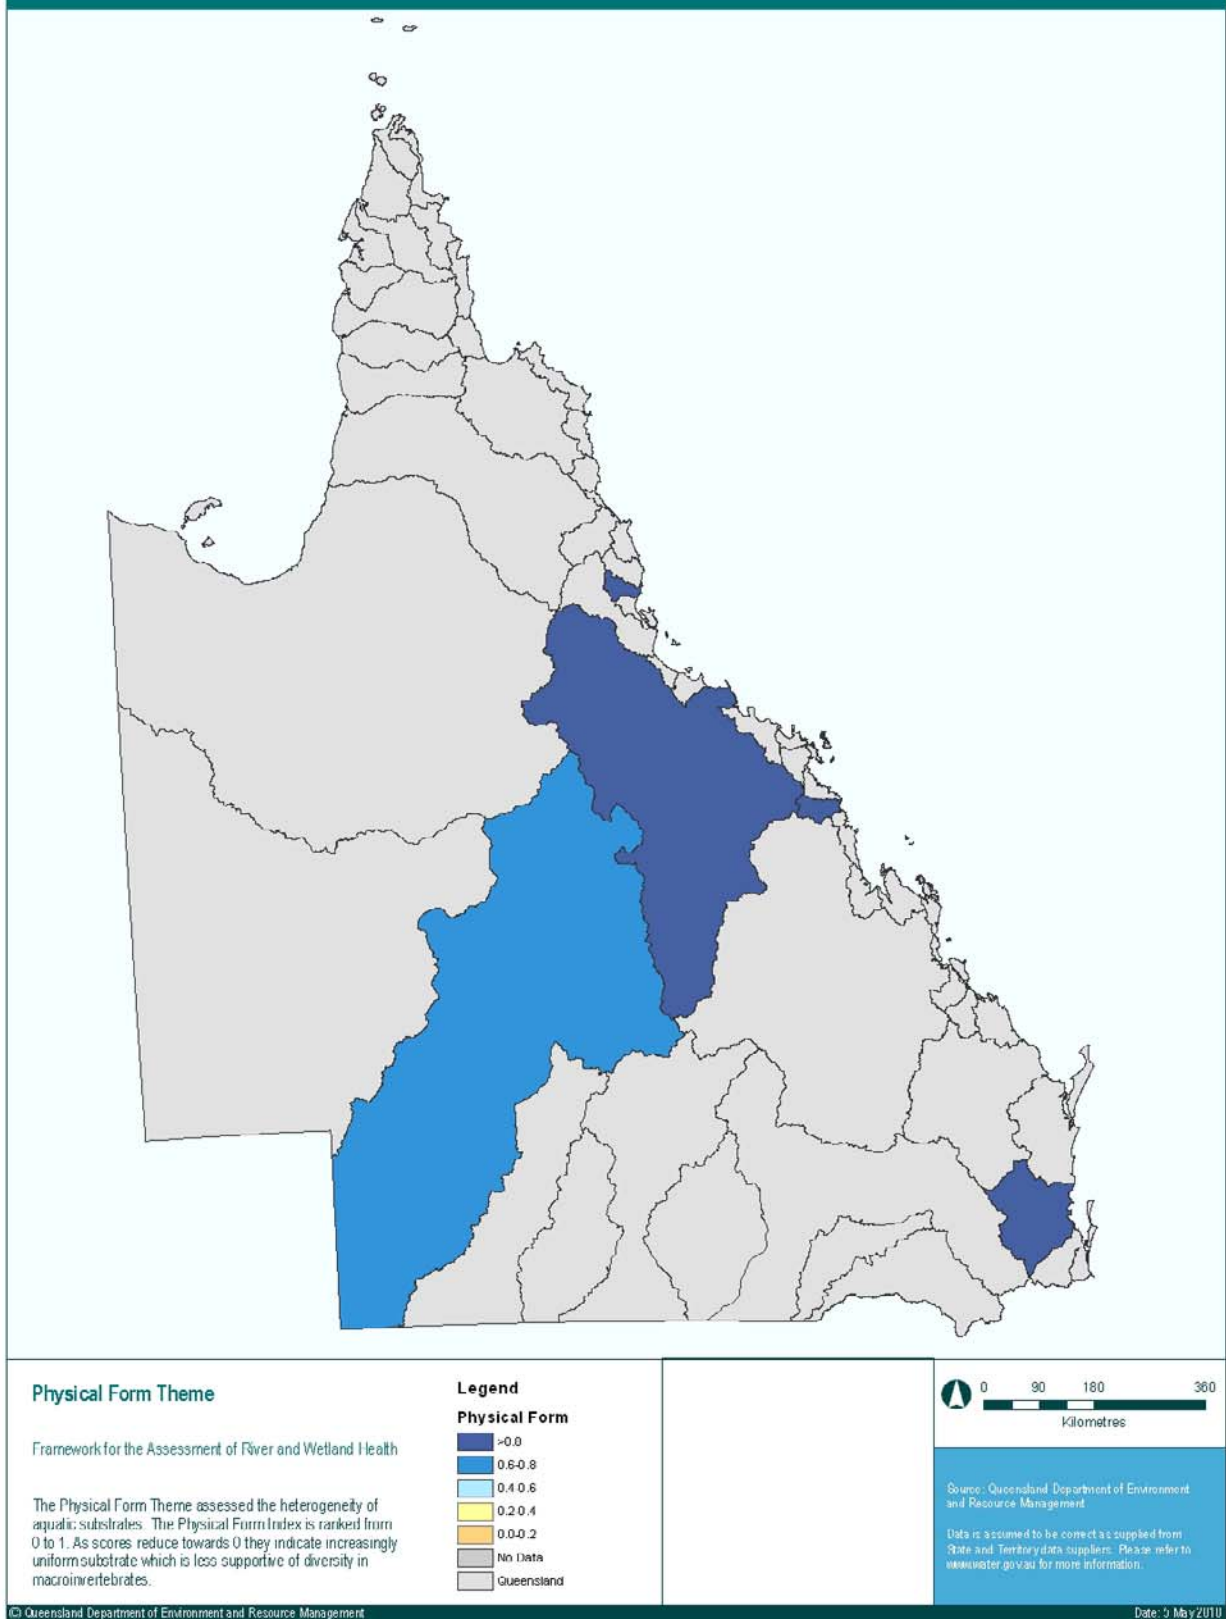 Physical Form Theme
Framework for the Assessment of River and Wetland Health
The Physical Form Theme assessed the heterogeneity of
aquatic substrates. The Physical Form Index is ranked from
0 to 1. As scores reduce towards 0 they indicate increasingly
uniform substrate which is less supportive of diversity in
macroinvertebrates.
Legend
Physical Form
>0.0
0.6-0.8
0.4 0.6
0.2 0.4
0.0-0.2
No Data
Queensland
0 90 180 360
Kilometres
Source: Queensland Department of Environment
and Resource Management
Data is assumed to be correct as supplied from
State and Territory data suppliers. Please refer to
www.water.gov.au for more information.
© Queensland Department of Environment and Resource Management
Date: 5 May 2010